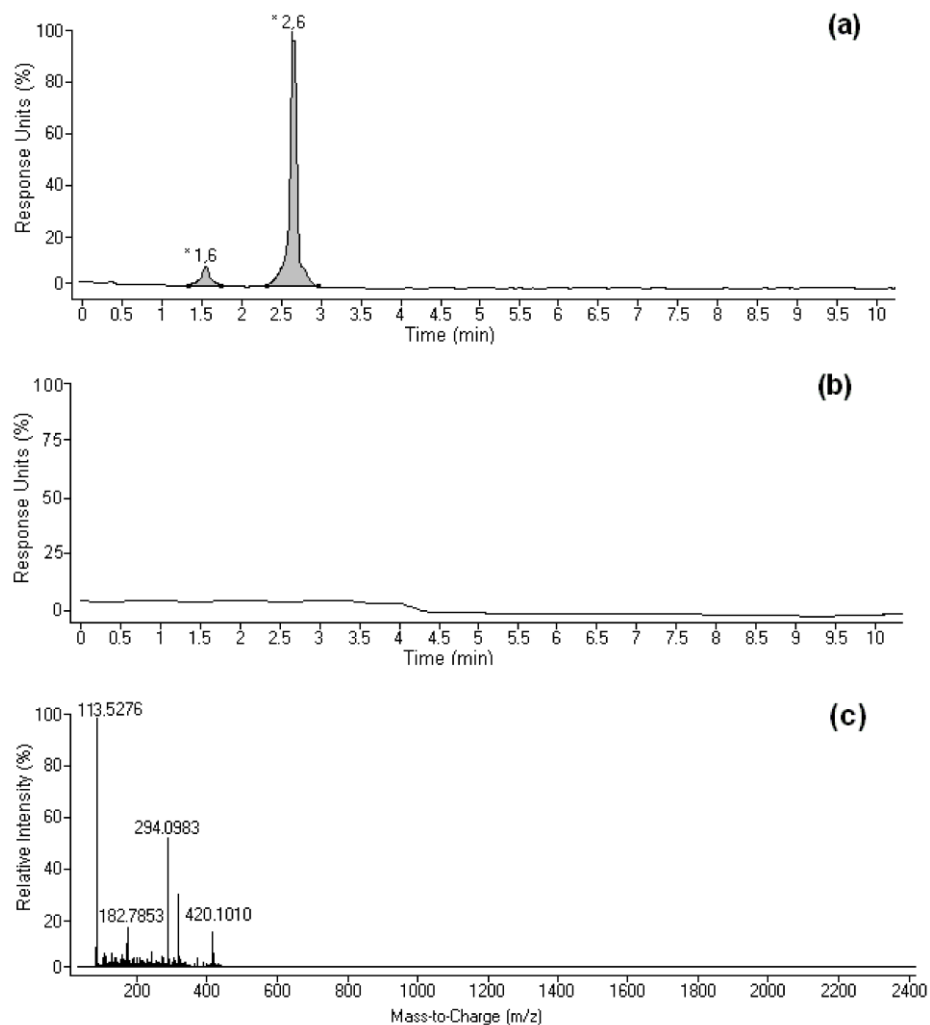 (a)
Response Units (%)
100
80
60
40
20
0
* 1,6
* 2,6
0 0.5 1 1.5 2 2.5 3 3.5 4 4.5 5 5.5 6 6.5 7 7.5 8 8.5 9 9.5 10
Time (min)
(b)
Response Units (%)
100
75
50
25
0
0 0.5 1 1.5 2 2.5 3 3.5 4 4.5 5 5.5 6 6.5 7 7.5 8 8.5 9 9.5 10
Time (min)
(c)
Relative Intensity (%)
100
80
60
40
20
0
113.5276
294.0983
182.7853
420.1010
200 400 600 800 1000 1200 1400 1600 1800 2000 2200 2400
Mass-to-Charge (m/z)